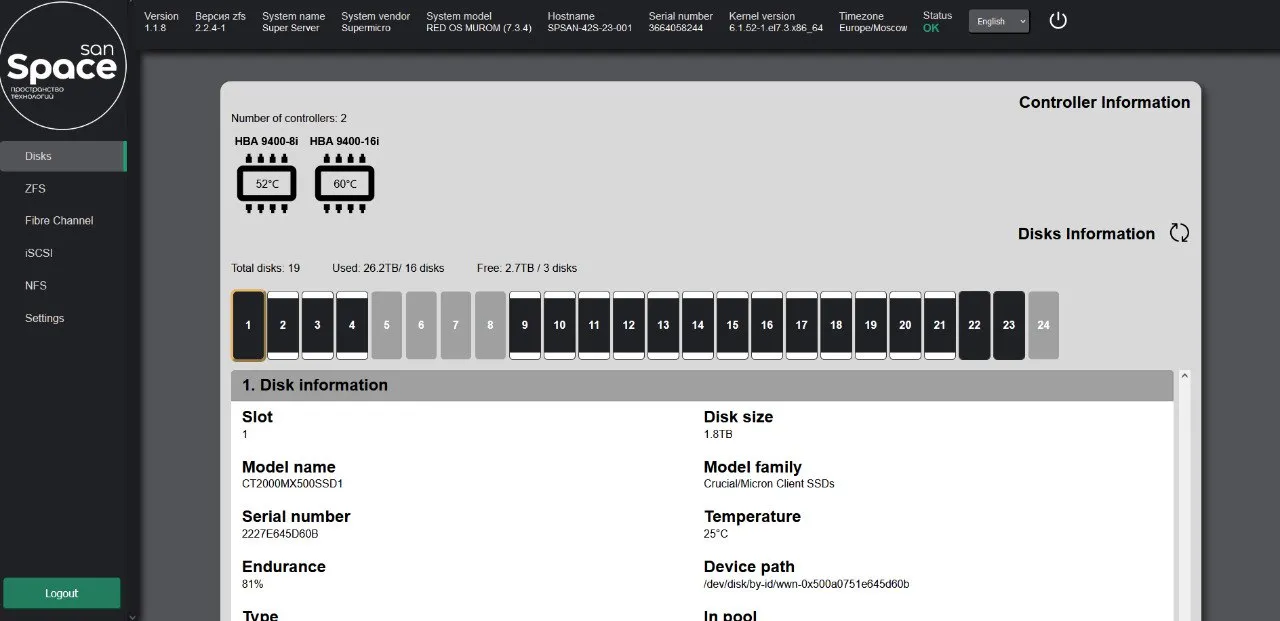 san
Space
пространство
технологий
Version
1.1.8
Версия zfs
2.2.4-1
System name
Super Server
System vendor
Supermicro
System model
RED OS MUROM (7.3.4)
Hostname
SPSAN-42S-23-001
Serial number
3664058244
Kernel version
6.1.52-1.el7.3.x86_64
Timezone
Europe/Moscow
Status
OK
English
Disks
ZFS
Fibre Channel
iSCSI
NFS
Settings
Logout
Controller Information
Number of controllers: 2
HBA 9400-8i HBA 9400-16i
52°C 60°C
Disks Information
Total disks: 19 Used: 26.2TB/ 16 disks Free: 2.7TB / 3 disks
1 2 3 4 5 6 7 8 9 10 11 12 13 14 15 16 17 18 19 20 21 22 23 24
1. Disk information
Slot
1
Disk size
1.8TB
Model name
CT2000MX500SSD1
Model family
Crucial/Micron Client SSDs
Serial number
2227E645D60B
Temperature
25°C
Endurance
81%
Device path
/dev/disk/by-id/wwn-0x500a0751e645d60b
Type
In pool